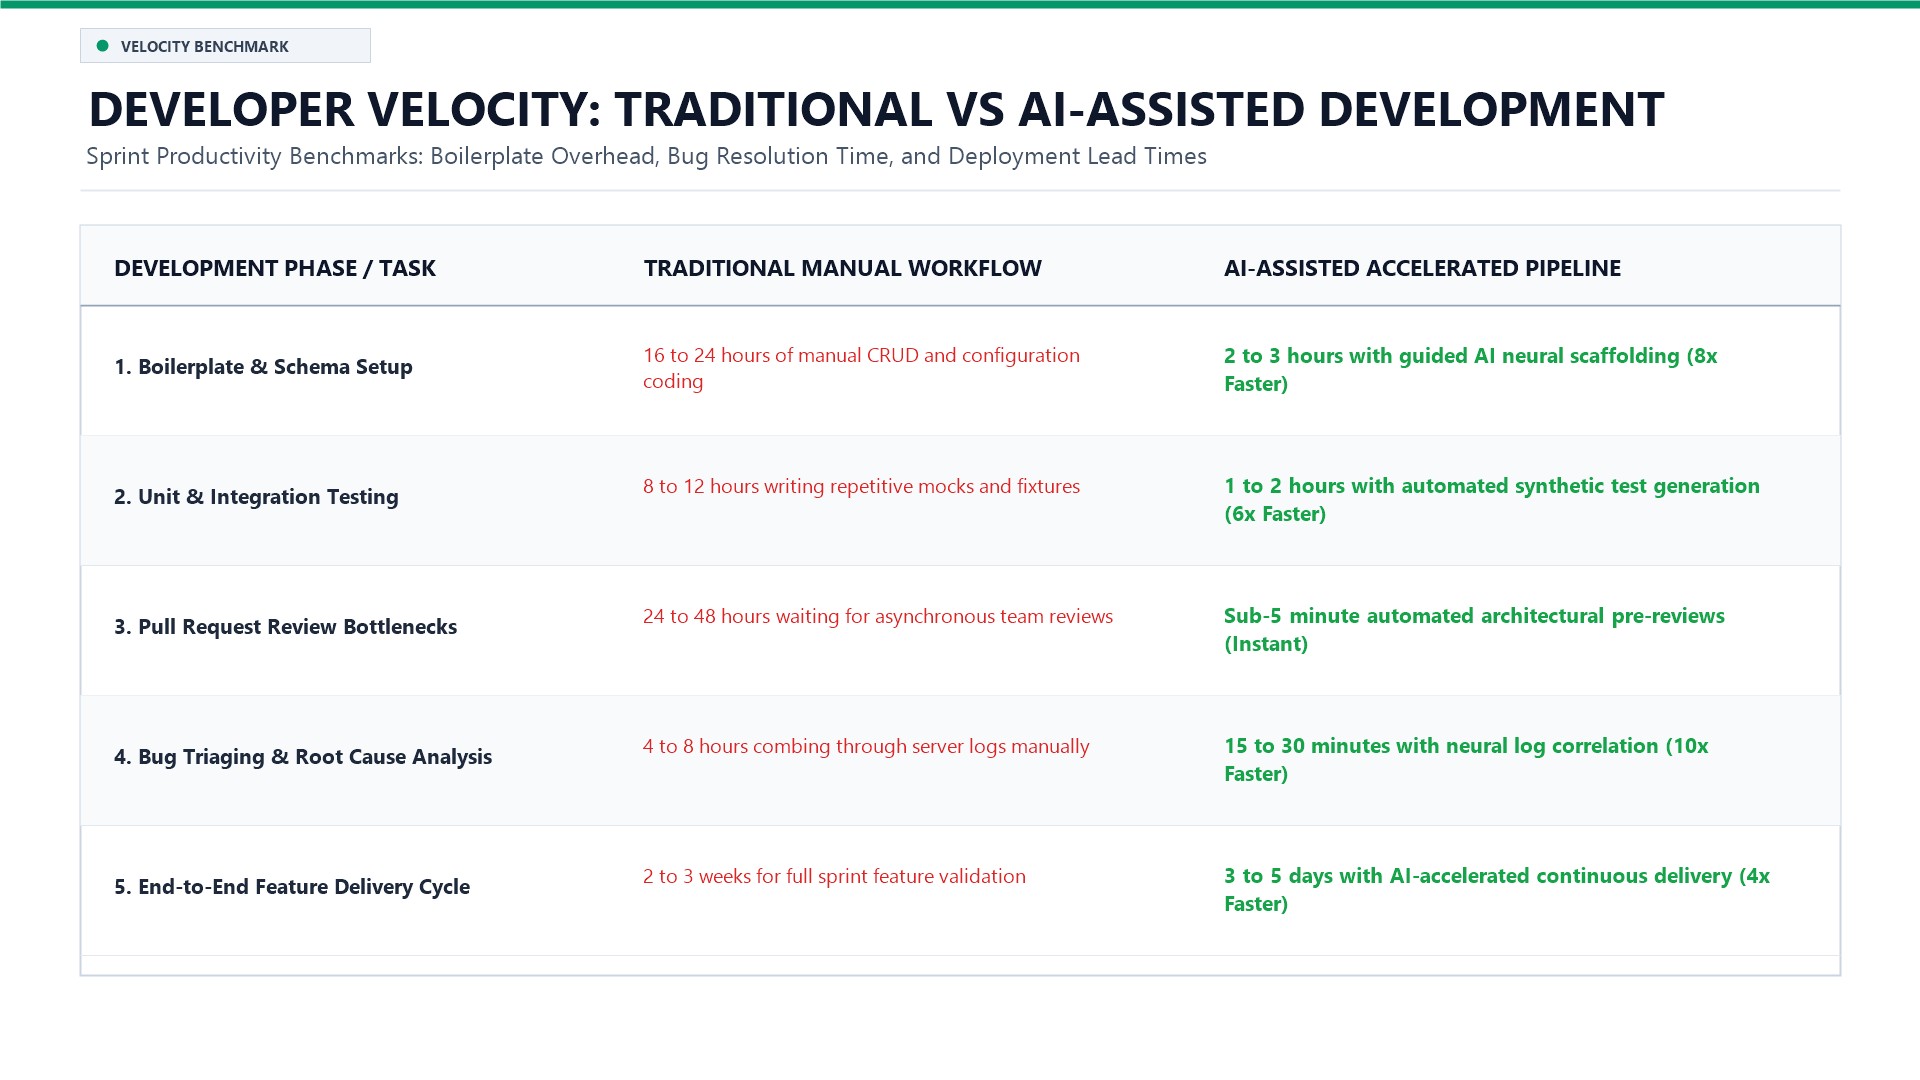 VELOCITY BENCHMARK
DEVELOPER VELOCITY: TRADITIONAL VS AI-ASSISTED DEVELOPMENT
Sprint Productivity Benchmarks: Boilerplate Overhead, Bug Resolution Time, and Deployment Lead Times
DEVELOPMENT PHASE / TASK
TRADITIONAL MANUAL WORKFLOW
AI-ASSISTED ACCELERATED PIPELINE
1. Boilerplate & Schema Setup
16 to 24 hours of manual CRUD and configuration
coding
2 to 3 hours with guided AI neural scaffolding (8x
Faster)
2. Unit & Integration Testing
8 to 12 hours writing repetitive mocks and fixtures
1 to 2 hours with automated synthetic test generation
(6x Faster)
3. Pull Request Review Bottlenecks
24 to 48 hours waiting for asynchronous team reviews
Sub-5 minute automated architectural pre-reviews
(Instant)
4. Bug Triaging & Root Cause Analysis
4 to 8 hours combing through server logs manually
15 to 30 minutes with neural log correlation (10x
Faster)
5. End-to-End Feature Delivery Cycle
2 to 3 weeks for full sprint feature validation
3 to 5 days with AI-accelerated continuous delivery (4x
Faster)